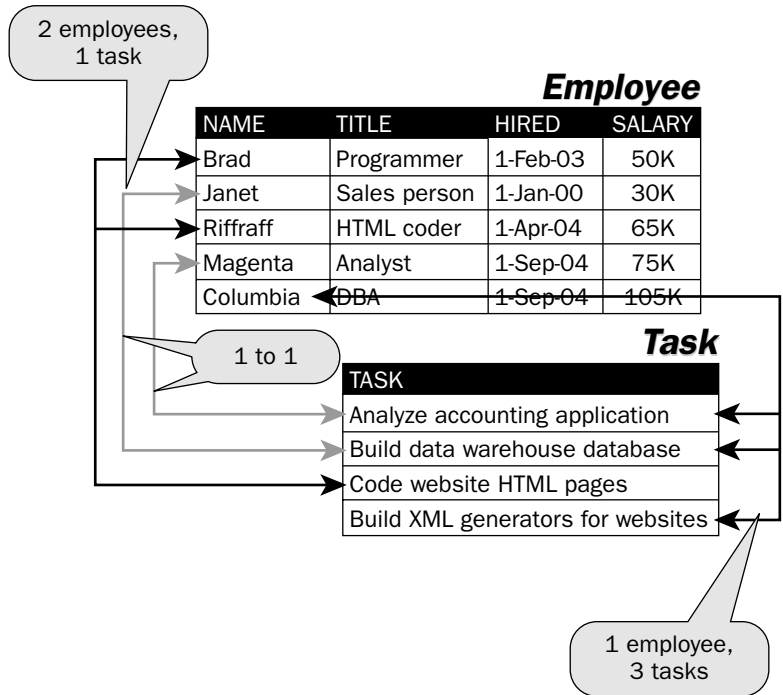 2 employees,
1 task
Employee
NAME TITLE HIRED SALARY
Brad Programmer 1-Feb-03 50K
Janet Sales person 1-Jan-00 30K
Riffraff HTML coder 1-Apr-04 65K
Magenta Analyst 1-Sep-04 75K
Columbia DBA 1-Sep-04 105K
1 to 1
Task
TASK
Analyze accounting application
Build data warehouse database
Code website HTML pages
Build XML generators for websites
1 employee,
3 tasks